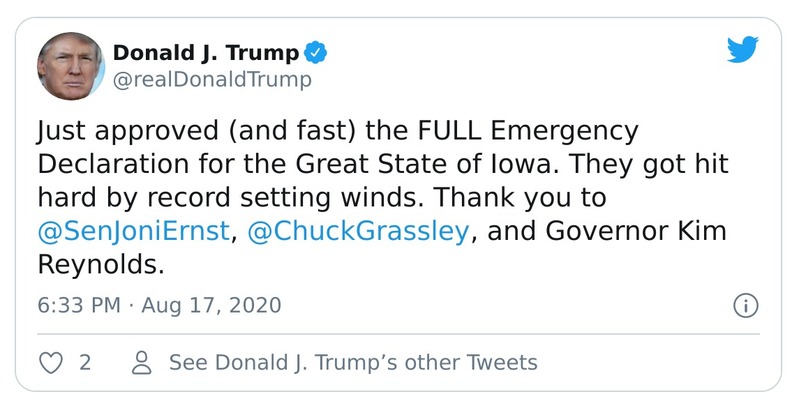 Donald J. Trump
@realDonaldTrump
Just approved (and fast) the FULL Emergency
Declaration for the Great State of Iowa. They got hit
hard by record setting winds. Thank you to
@SenJoniErnst, @ChuckGrassley, and Governor Kim
Reynolds.
6:33 PM · Aug 17, 2020
2 See Donald J. Trump’s other Tweets